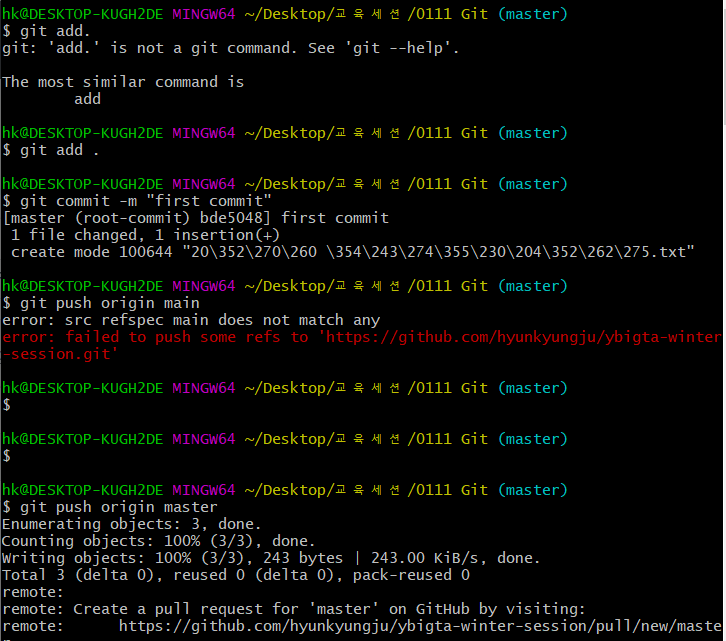 hk@DESKTOP-KUGH2DE MINGW64 ~/Desktop/교육세션/0111 Git (master)
$ git add.
git: 'add.' is not a git command. See 'git --help'.
The most similar command is
add
hk@DESKTOP-KUGH2DE MINGW64 ~/Desktop/교육세션/0111 Git (master)
$ git add .
hk@DESKTOP-KUGH2DE MINGW64 ~/Desktop/교육세션/0111 Git (master)
$ git commit -m "first commit"
[master (root-commit) bde5048] first commit
1 file changed, 1 insertion(+)
create mode 100644 "20\352\270\260 \354\243\274\355\230\204\352\262\275.txt"
hk@DESKTOP-KUGH2DE MINGW64 ~/Desktop/교육세션/0111 Git (master)
$ git push origin main
error: src refspec main does not match any
error: failed to push some refs to 'https://github.com/hyunkyungju/ybigta-winter
-session.git'
hk@DESKTOP-KUGH2DE MINGW64 ~/Desktop/교육세션/0111 Git (master)
$
hk@DESKTOP-KUGH2DE MINGW64 ~/Desktop/교육세션/0111 Git (master)
$
hk@DESKTOP-KUGH2DE MINGW64 ~/Desktop/교육세션/0111 Git (master)
$ git push origin master
Enumerating objects: 3, done.
Counting objects: 100% (3/3), done.
Writing objects: 100% (3/3), 243 bytes | 243.00 KiB/s, done.
Total 3 (delta 0), reused 0 (delta 0), pack-reused 0
remote:
remote: Create a pull request for 'master' on GitHub by visiting:
remote:      https://github.com/hyunkyungju/ybigta-winter-session/pull/new/maste